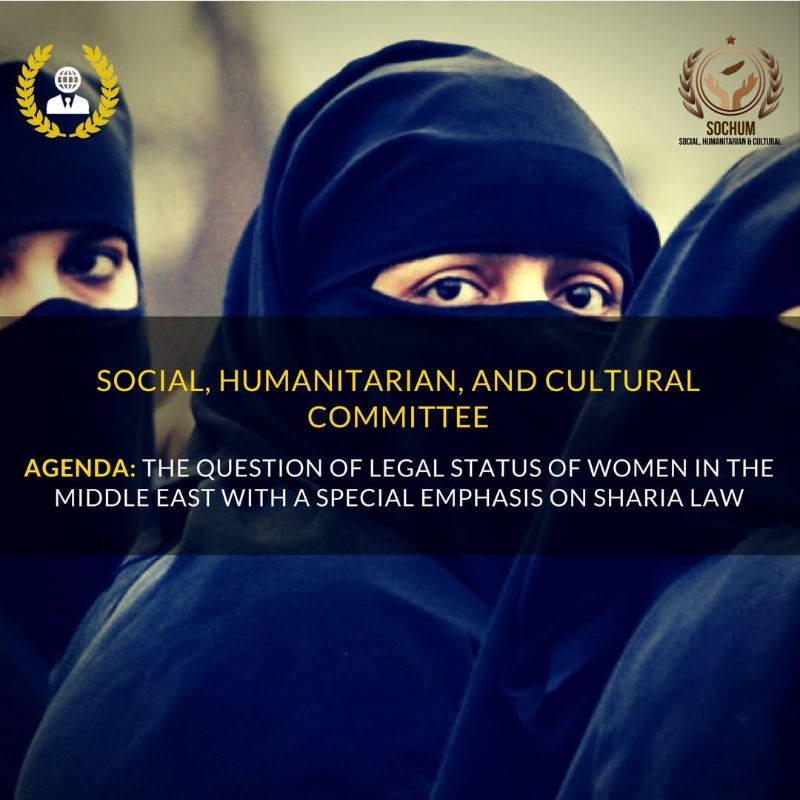 SOCHUM
SOCIAL, HUMANITARIAN & CULTURAL
SOCIAL, HUMANITARIAN, AND CULTURAL
COMMITTEE
AGENDA: THE QUESTION OF LEGAL STATUS OF WOMEN IN THE
MIDDLE EAST WITH A SPECIAL EMPHASIS ON SHARIA LAW